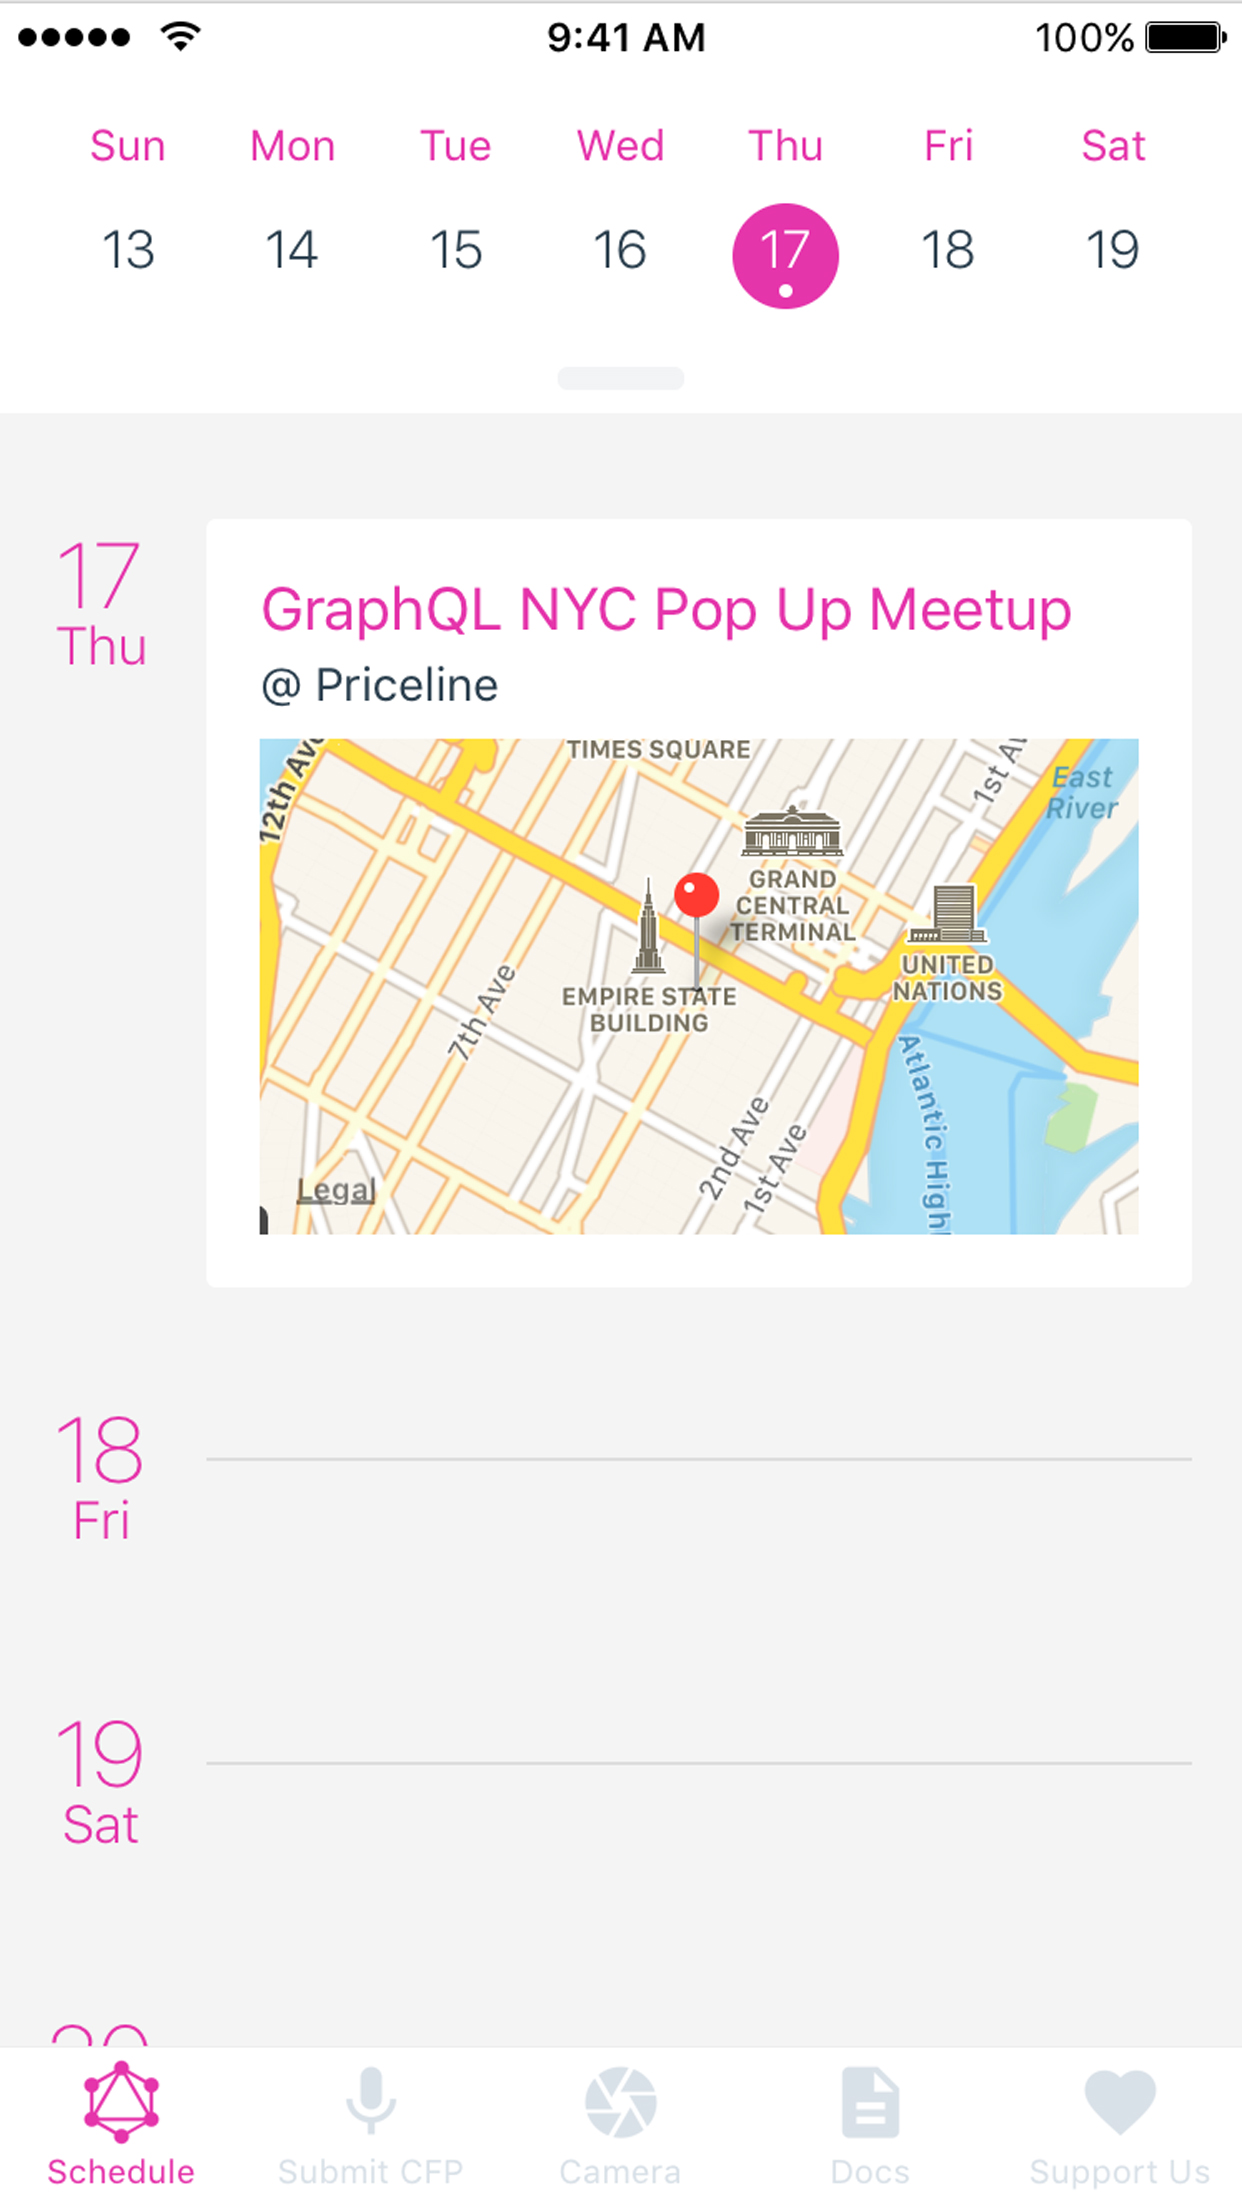 9:41 AM
100%
Sun Mon Tue Wed Thu Fri Sat
13 14 15 16 17 18 19
17
Thu
GraphQL NYC Pop Up Meetup
@ Priceline
TIMES SQUARE
12th Ave
1st Av
East
River
GRAND
CENTRAL
TERMINAL
EMPIRE STATE
BUILDING
UNITED
NATIONS
7th Ave
2nd Ave
1st Ave
Atlantic High
Legal
18
Fri
19
Sat
20
Schedule
Submit CFP
Camera
Docs
Support Us